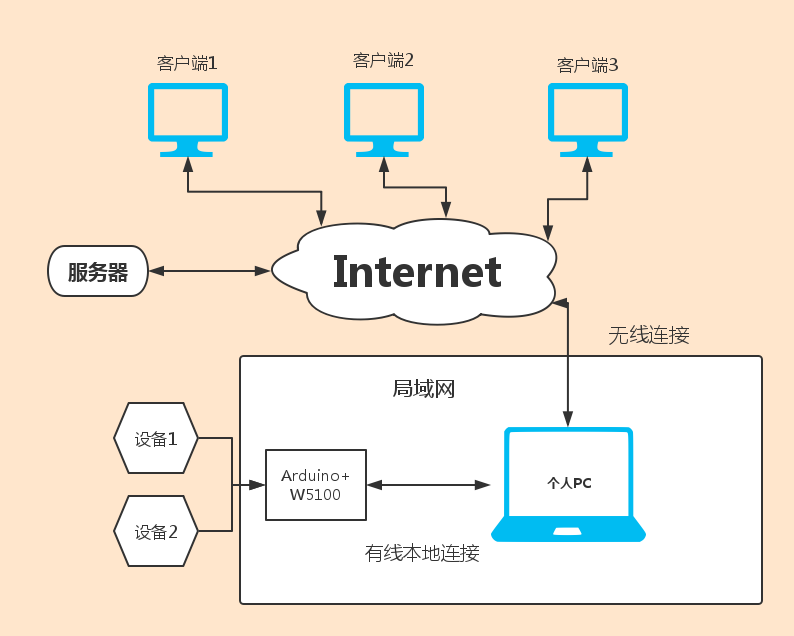 客户端1
客户端2
客户端3
服务器
Internet
无线连接
局域网
设备1
Arduino+
W5100
个人PC
设备2
有线本地连接